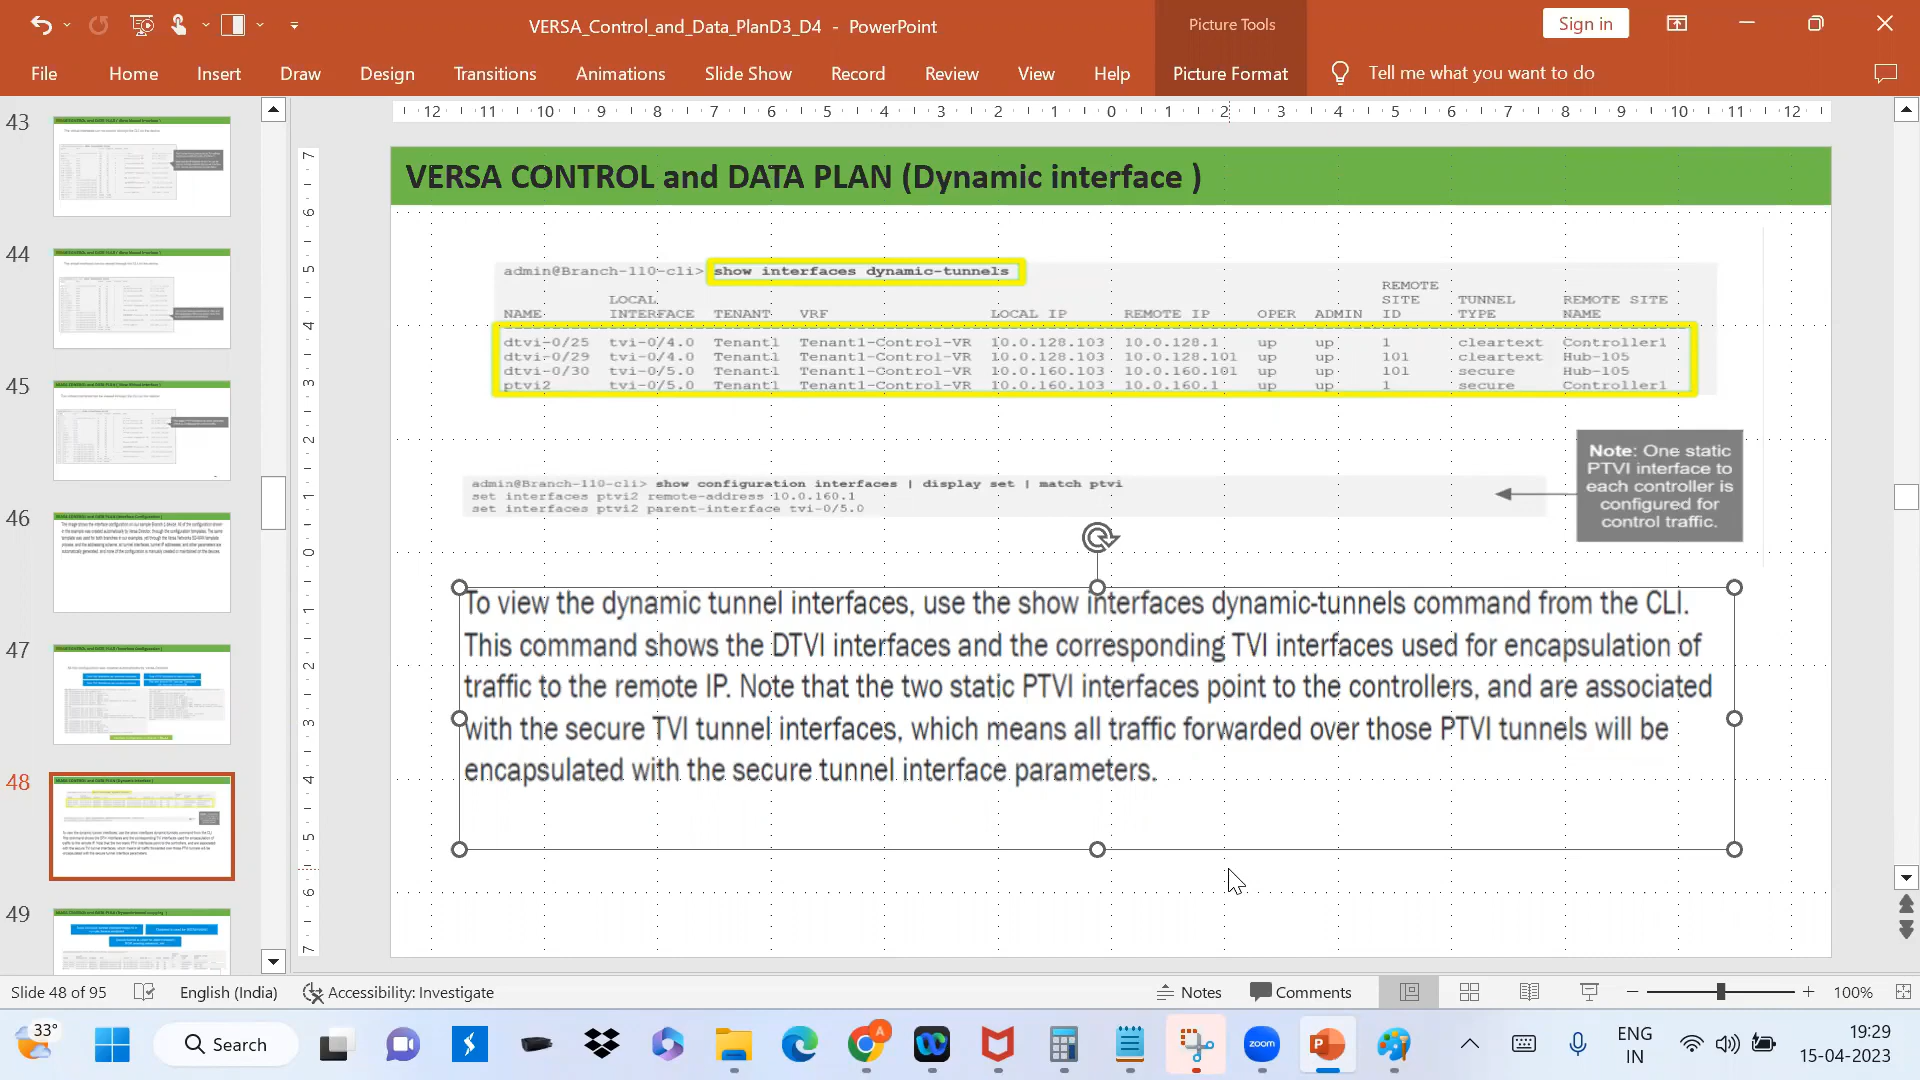 VERSA_Control_and_Data_PlanD3_D4 - PowerPoint
Picture Tools
Sign in
File Home Insert Draw Design Transitions Animations Slide Show Record Review View Help Picture Format Tell me what you want to do
43
44
45
46
47
48
49
VERSA CONTROL and DATA PLAN (Dynamic interface )
admin@Branch-110-cli> show interfaces dynamic-tunnels
REMOTE
LOCAL SITE TUNNEL REMOTE SITE
NAME INTERFACE TENANT VRF LOCAL IP REMOTE IP OPER ADMIN ID TYPE NAME
dtvi-0/25 tvi-0/4.0 Tenant1 Tenant1-Control-VR 10.0.128.103 10.0.128.1 up up 1 cleartext Controller1
dtvi-0/29 tvi-0/4.0 Tenant1 Tenant1-Control-VR 10.0.128.103 10.0.128.101 up up 101 cleartext Hub-105
dtvi-0/30 tvi-0/5.0 Tenant1 Tenant1-Control-VR 10.0.160.103 10.0.160.101 up up 101 secure Hub-105
ptvi2 tvi-0/5.0 Tenant1 Tenant1-Control-VR 10.0.160.103 10.0.160.1 up up 1 secure Controller1
admin@Branch-110-cli> show configuration interfaces | display set | match ptvi
set interfaces ptvi2 remote-address 10.0.160.1
set interfaces ptvi2 parent-interface tvi-0/5.0
Note: One static
PTVI interface to
each controller is
configured for
control traffic.
To view the dynamic tunnel interfaces, use the show interfaces dynamic-tunnels command from the CLI.
This command shows the DTVI interfaces and the corresponding TVI interfaces used for encapsulation of
traffic to the remote IP. Note that the two static PTVI interfaces point to the controllers, and are associated
with the secure TVI tunnel interfaces, which means all traffic forwarded over those PTVI tunnels will be
encapsulated with the secure tunnel interface parameters.
Slide 48 of 95 English (India) Accessibility: Investigate Notes Comments 100%
33° Search zoom ENG 19:29
IN 15-04-2023